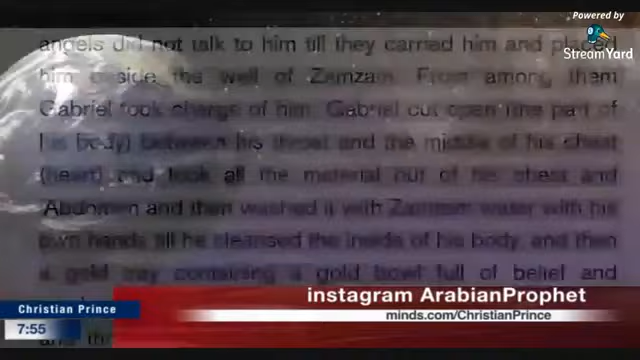 Powered by
StreamYard
angels did not talk to him till they carried him and placed
him beside the well of Zamzam. From among them
Gabriel took charge of him. Gabriel cut open (the part of
his body) between his throat and the middle of his chest
(heart) and took all the material out of his chest and
Abdomen and then washed it with Zamzam water with his
own hands till he cleansed the inside of his body, and then
a gold tray containing a gold bowl full of belief and
instagram ArabianProphet
minds.com/ChristianPrince
Christian Prince
7:55